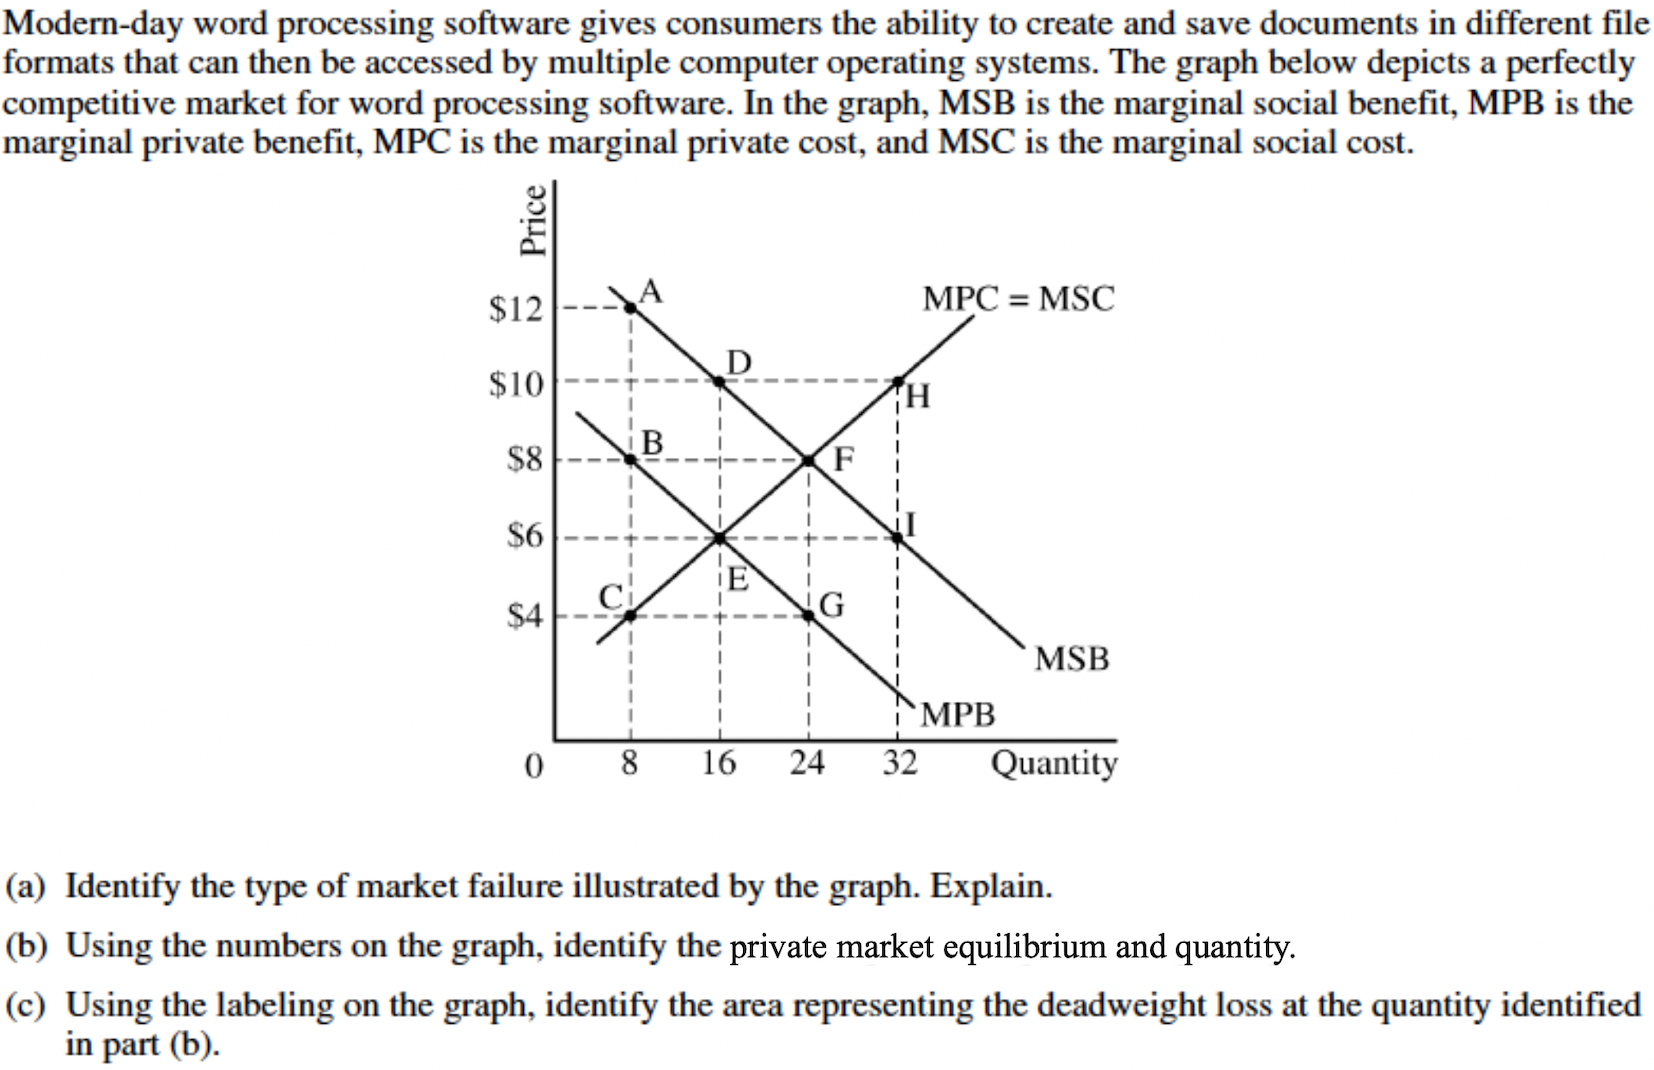 Modern-day word processing software gives consumers the ability to create and save documents in different file
formats that can then be accessed by multiple computer operating systems. The graph below depicts a perfectly
competitive market for word processing software. In the graph, MSB is the marginal social benefit, MPB is the
marginal private benefit, MPC is the marginal private cost, and MSC is the marginal social cost.
Price
A
MPC = MSC
$12
D
$10
H
B
$8
F
$6
I
E
C
G
$4
MSB
MPB
0 8 16 24 32 Quantity
(a) Identify the type of market failure illustrated by the graph. Explain.
(b) Using the numbers on the graph, identify the private market equilibrium and quantity.
(c) Using the labeling on the graph, identify the area representing the deadweight loss at the quantity identified
in part (b).